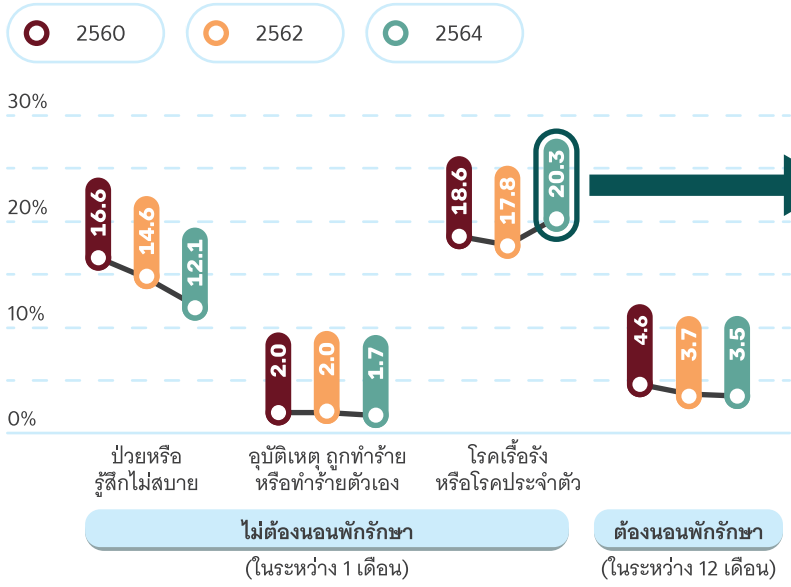 2560 2562 2564
30%
20%
10%
0%
16.6 14.6 12.1
2.0 2.0 1.7
18.6 17.8 20.3
4.6 3.7 3.5
ป่วยหรือ
รู้สึกไม่สบาย
อุบัติเหตุ ถูกทำร้าย
หรือทำร้ายตัวเอง
โรคเรื้อรัง
หรือโรคประจำตัว
ไม่ต้องนอนพักรักษา
(ในระหว่าง 1 เดือน)
ต้องนอนพักรักษา
(ในระหว่าง 12 เดือน)